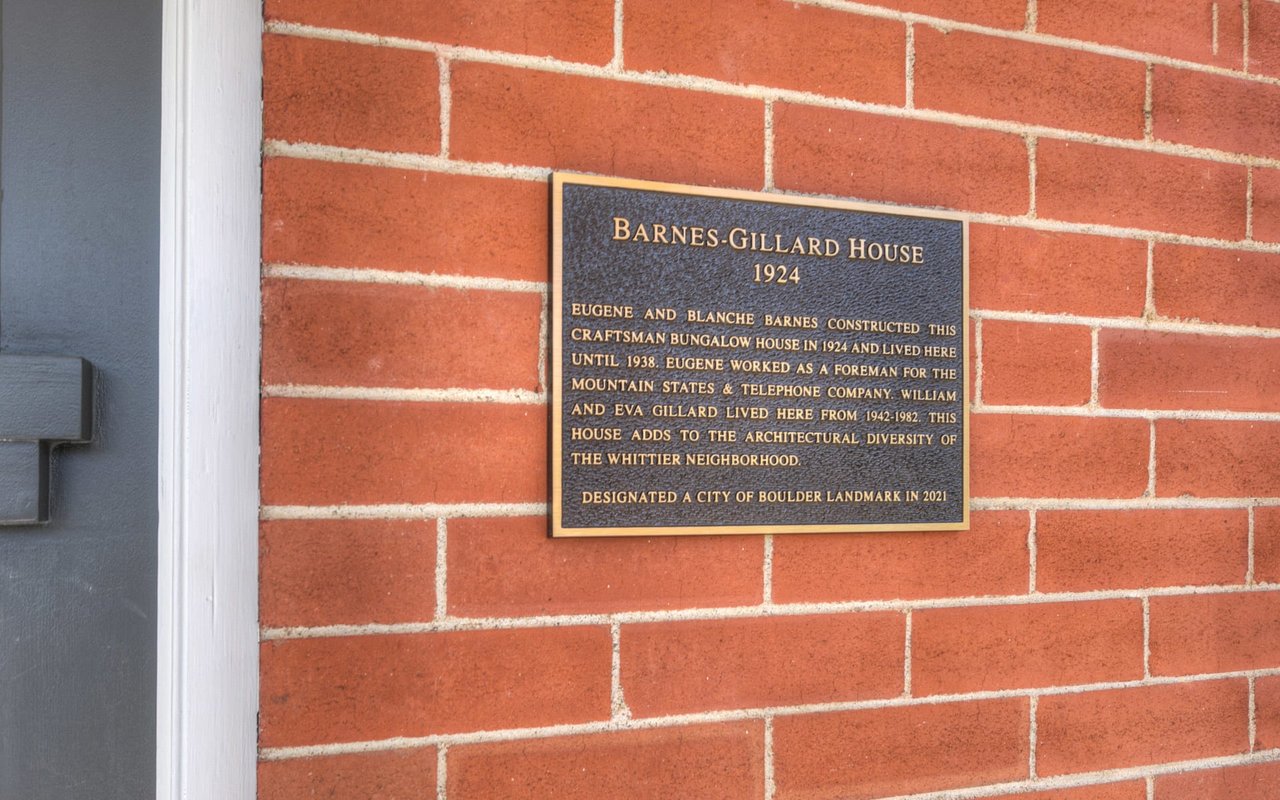 BARNES-GILLARD HOUSE
1924
EUGENE AND BLANCHE BARNES CONSTRUCTED THIS
CRAFTSMAN BUNGALOW HOUSE IN 1924 AND LIVED HERE
UNTIL 1938. EUGENE WORKED AS A FOREMAN FOR THE
MOUNTAIN STATES & TELEPHONE COMPANY. WILLIAM
AND EVA GILLARD LIVED HERE FROM 1942-1982. THIS
HOUSE ADDS TO THE ARCHITECTURAL DIVERSITY OF
THE WHITTIER NEIGHBORHOOD.
DESIGNATED A CITY OF BOULDER LANDMARK IN 2021